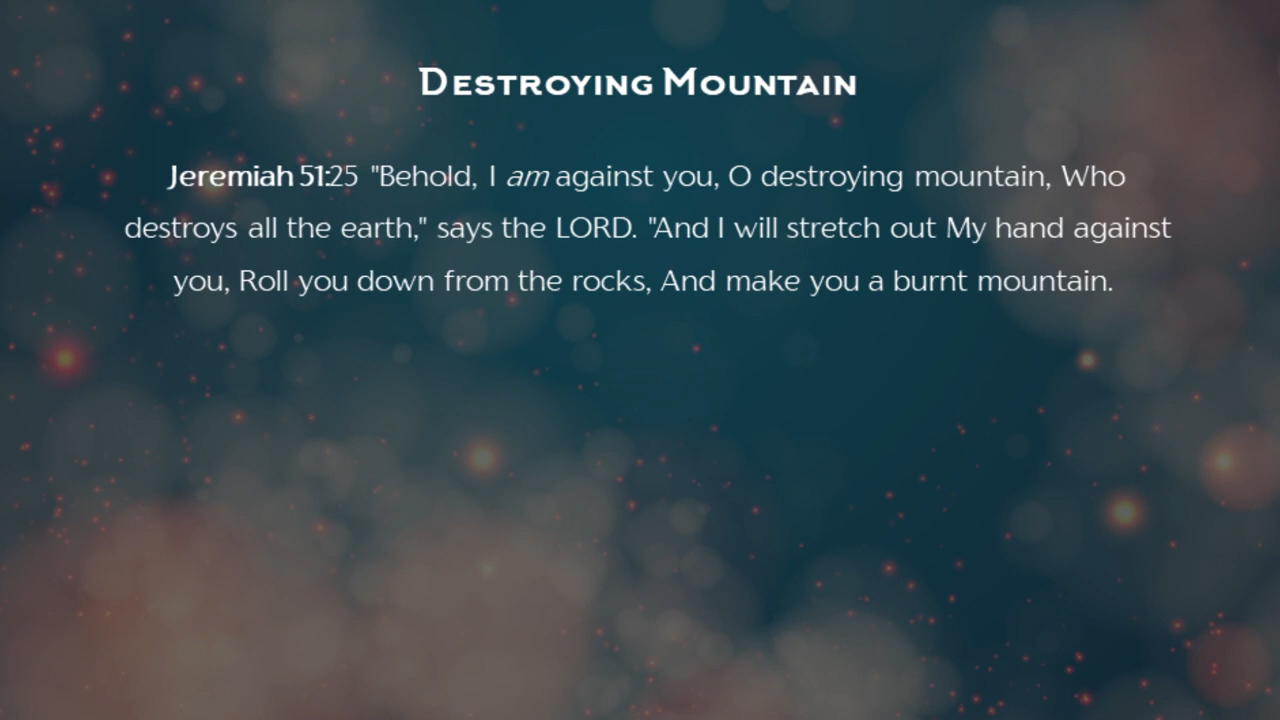 Destroying Mountain
Jeremiah 51:25 "Behold, I am against you, O destroying mountain, Who
destroys all the earth," says the LORD. "And I will stretch out My hand against
you, Roll you down from the rocks, And make you a burnt mountain.